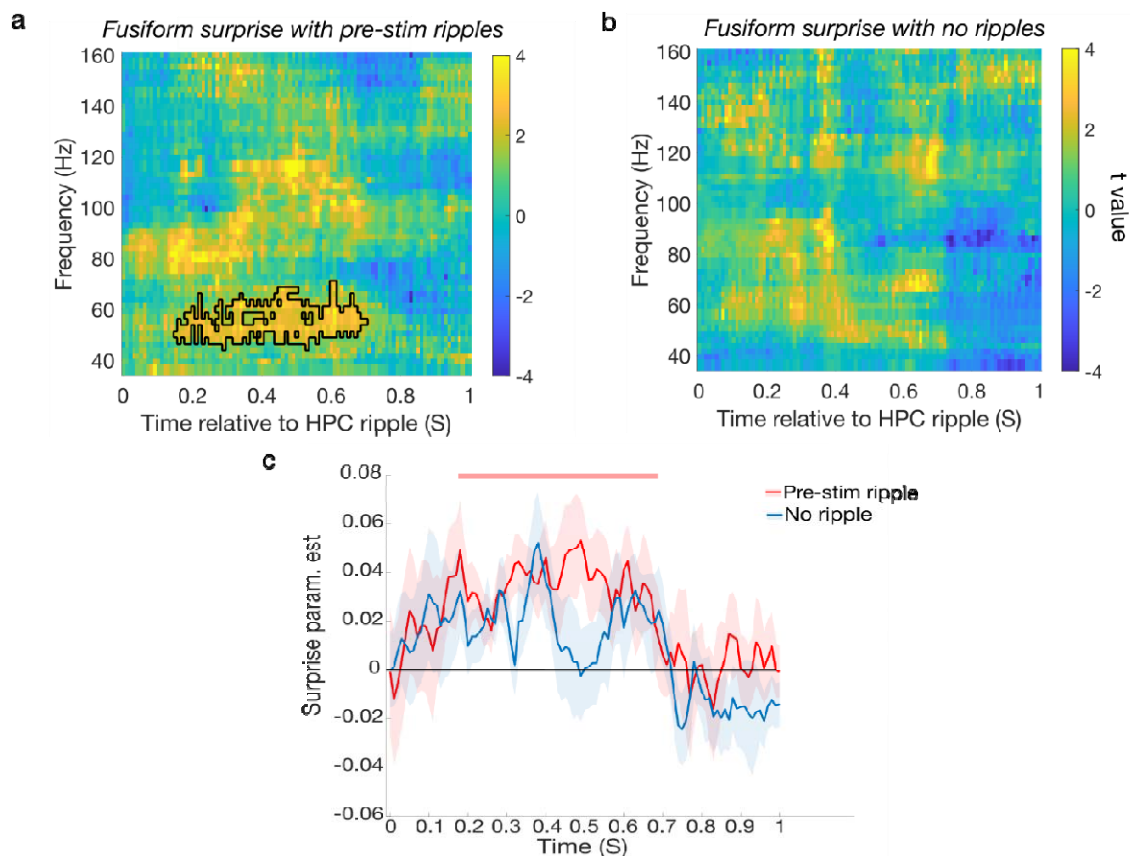 a
Fusiform surprise with pre-stim ripples
Frequency (Hz)
160
140
120
100
80
60
40
0 0.2 0.4 0.6 0.8 1
Time relative to HPC ripple (S)
4
2
0
-2
-4
b
Fusiform surprise with no ripples
Frequency (Hz)
160
140
120
100
80
60
40
0 0.2 0.4 0.6 0.8 1
Time relative to HPC ripple (S)
4
2
0
-2
-4
t value
c
Surprise param. est
0.08
0.06
0.04
0.02
0
-0.02
-0.04
-0.06
0 0.1 0.2 0.3 0.4 0.5 0.6 0.7 0.8 0.9 1
Time (S)
Pre-stim ripple
No ripple